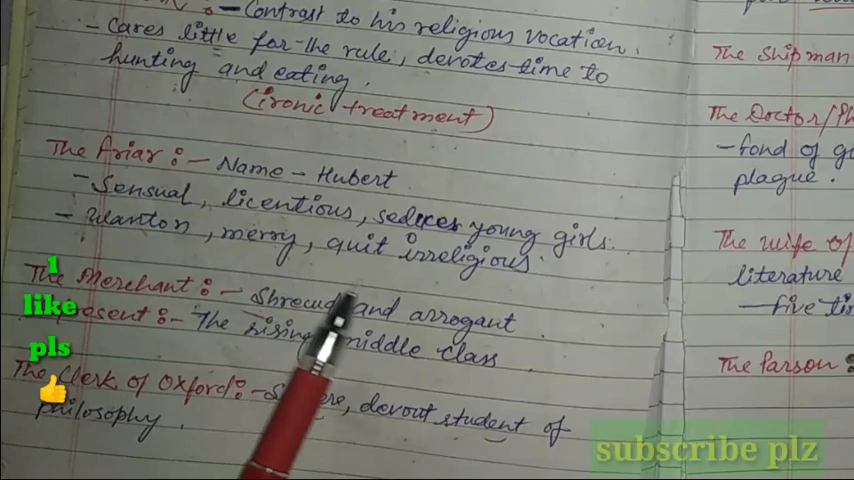 :- Contrast to his religious vocation.
- Cares little for the rule, devotes time to
hunting and eating.
(ironic treatment)
The Friar :- Name - Hubert
- Sensual, licentious, seduces young girls.
- Wanton, merry, quit irreligious.
The Merchant :- Shrewd and arrogant
:- The rising middle class
The Clerk of Oxford :- devout student of
philosophy.
The Shipman
The Doctor/Ph
- fond of
plague.
The wife of
literature
- five
The Parson :
1
like
pls
subscribe plz